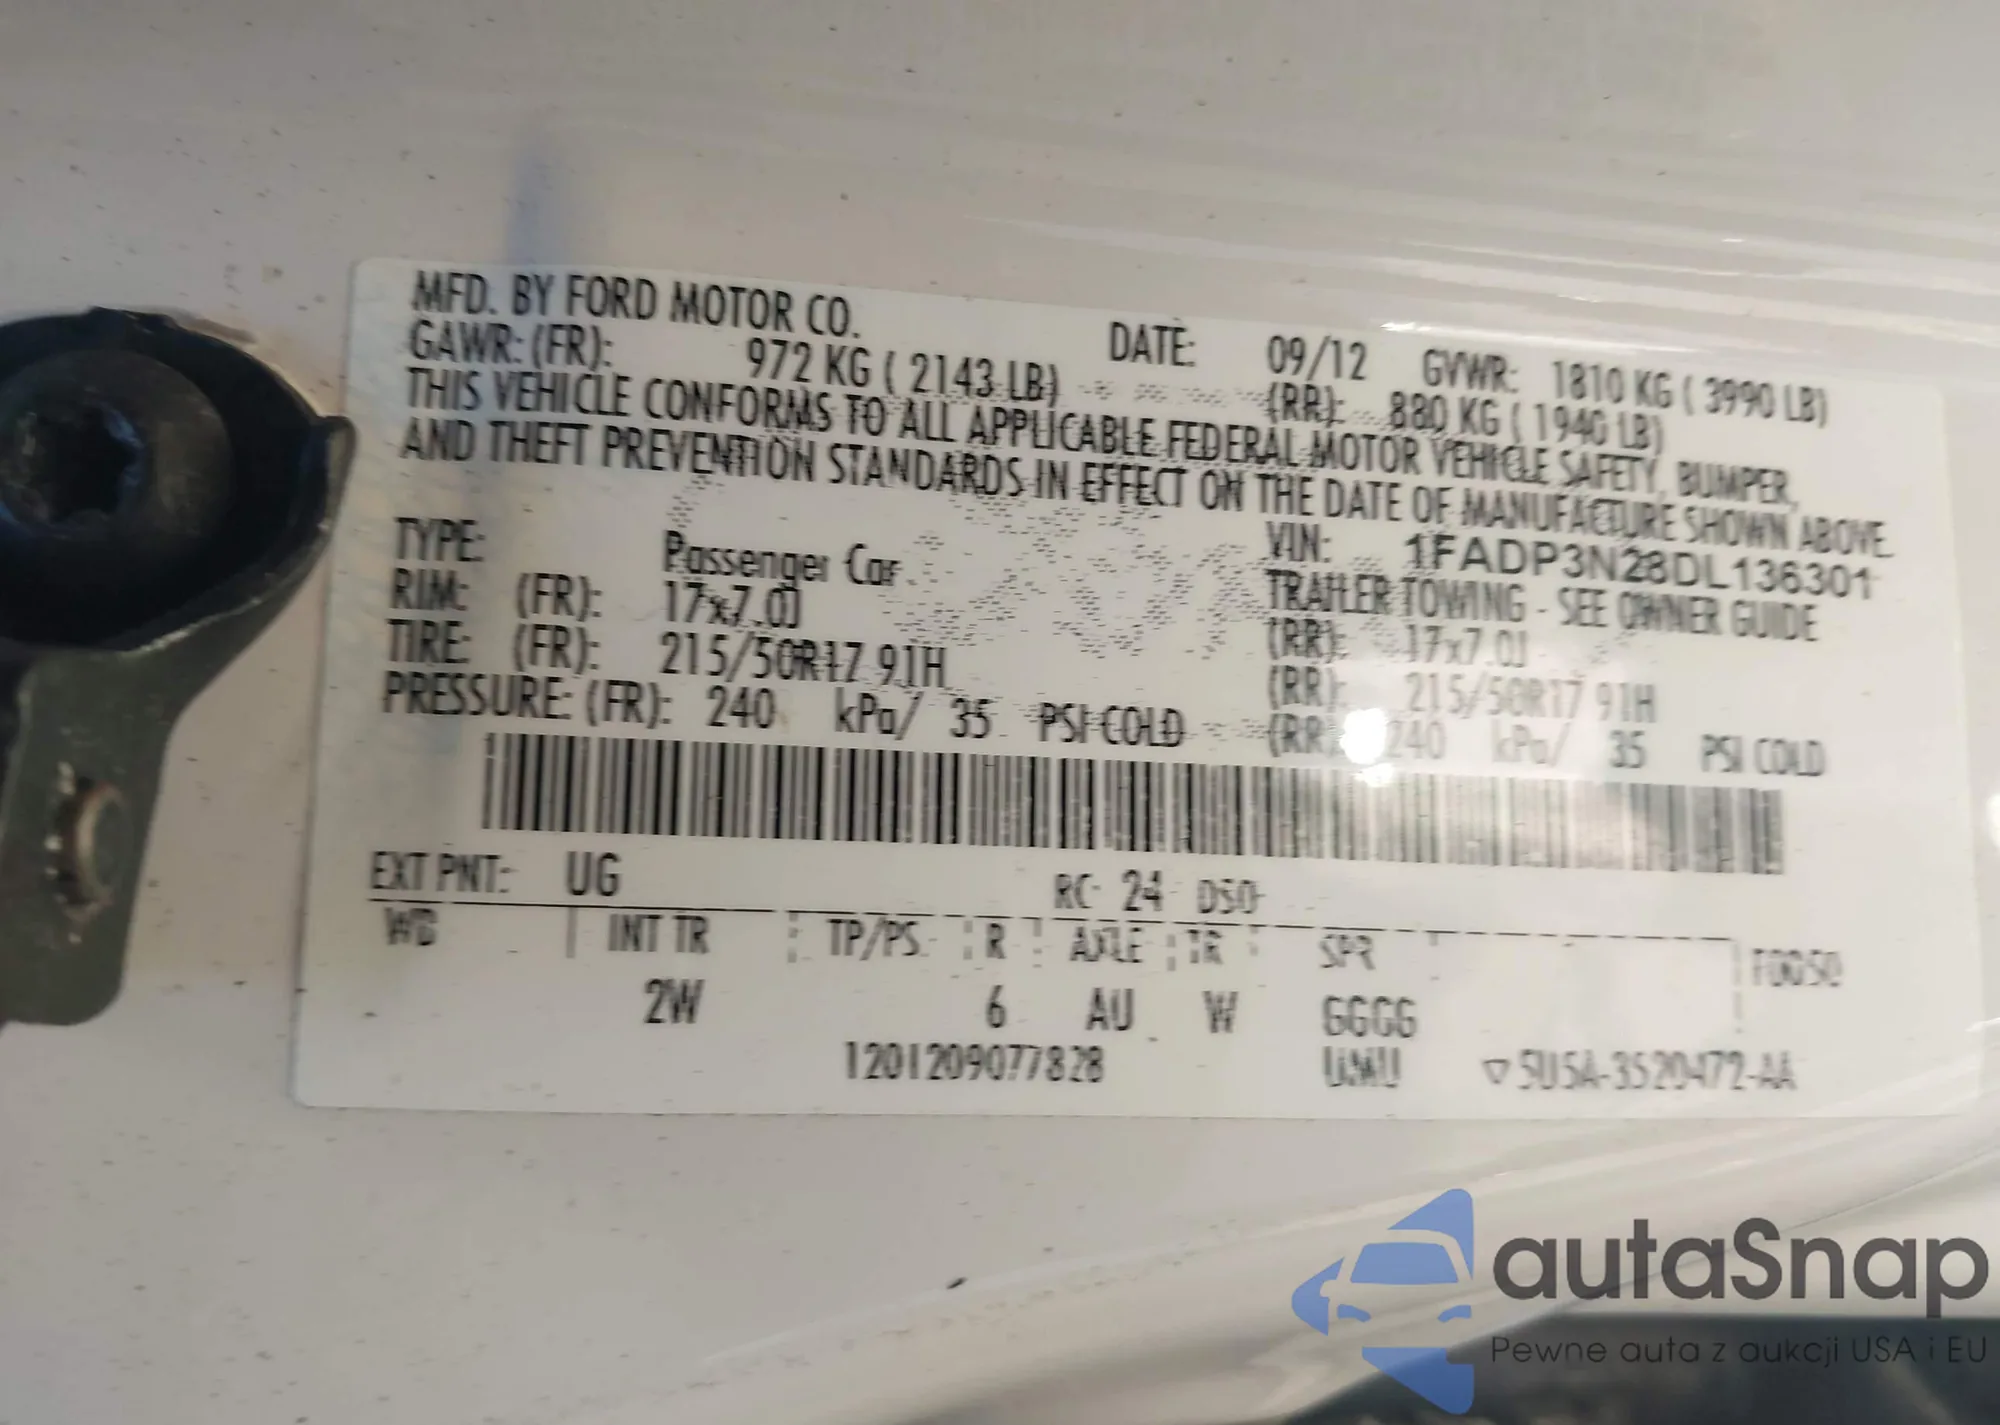 MFD. BY FORD MOTOR CO. DATE: 09/12 GVWR: 1810 KG ( 3990 LB)
GAWR: (FR): 972 KG ( 2143 LB) (RR): 880 KG ( 1940 LB)
THIS VEHICLE CONFORMS TO ALL APPLICABLE FEDERAL MOTOR VEHICLE SAFETY, BUMPER,
AND THEFT PREVENTION STANDARDS IN EFFECT ON THE DATE OF MANUFACTURE SHOWN ABOVE.
VIN: 1FADP3N28DL136301
TYPE: Passenger Car TRAILER TOWING - SEE OWNER GUIDE
RIM: (FR): 17x7.0J (RR): 17x7.0J
TIRE: (FR): 215/50R17 91H (RR): 215/50R17 91H
PRESSURE: (FR): 240 kPa/ 35 PSI COLD (RR): 240 kPa/ 35 PSI COLD
EXT PNT: UG RC: 24 DSO:
WB INT TR TP/PS R AXLE TR SPR
2W 6 AU W GGGG
1201209077828 ▽5U5A-3520472-AA
autaSnap
Pewne auta z aukcji USA i EU